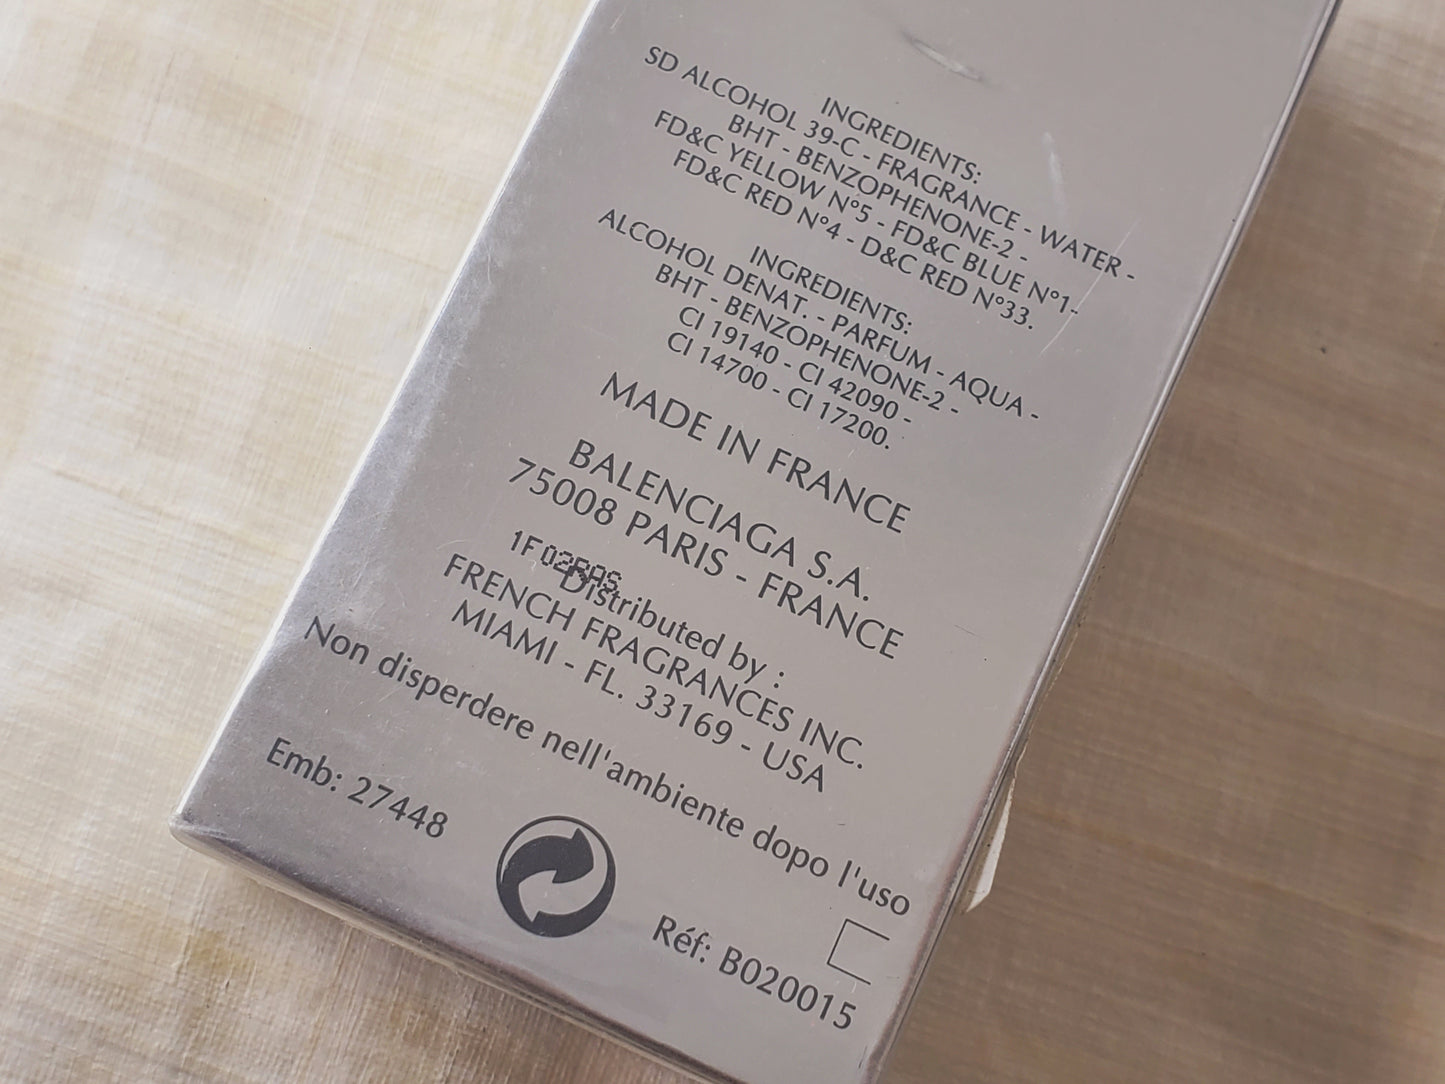 INGREDIENTS:
SD ALCOHOL 39-C - FRAGRANCE - WATER -
BHT - BENZOPHENONE-2 -
FD&C YELLOW N°5 - FD&C BLUE N°1-
FD&C RED N°4 - D&C RED N°33.
INGREDIENTS:
ALCOHOL DENAT. - PARFUM - AQUA -
BHT - BENZOPHENONE-2 -
CI 19140 - CI 42090 -
CI 14700 - CI 17200.
MADE IN FRANCE
BALENCIAGA S.A.
75008 PARIS - FRANCE
Distributed by :
FRENCH FRAGRANCES INC.
MIAMI - FL. 33169 - USA
Non disperdere nell'ambiente dopo l'uso
Emb: 27448
Réf: B020015